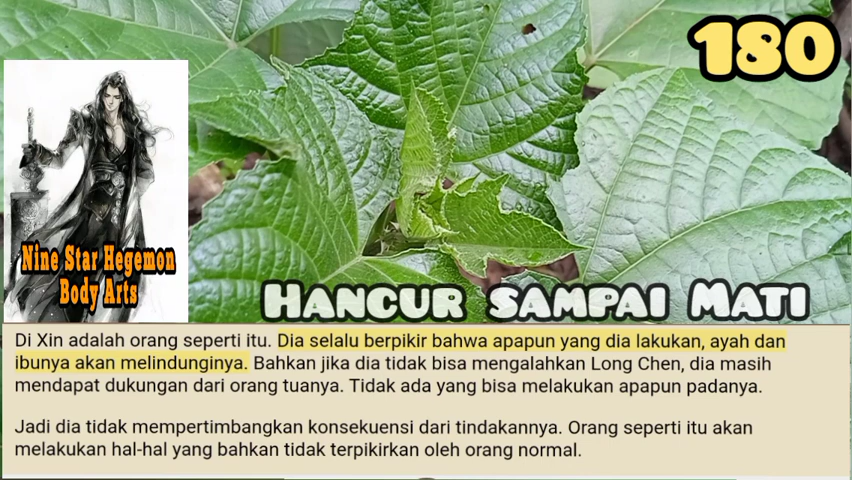 180
Nine Star Hegemon
Body Arts
Hancur sampai Mati
Di Xin adalah orang seperti itu. Dia selalu berpikir bahwa apapun yang dia lakukan, ayah dan
ibunya akan melindunginya. Bahkan jika dia tidak bisa mengalahkan Long Chen, dia masih
mendapat dukungan dari orang tuanya. Tidak ada yang bisa melakukan apapun padanya.
Jadi dia tidak mempertimbangkan konsekuensi dari tindakannya. Orang seperti itu akan
melakukan hal-hal yang bahkan tidak terpikirkan oleh orang normal.